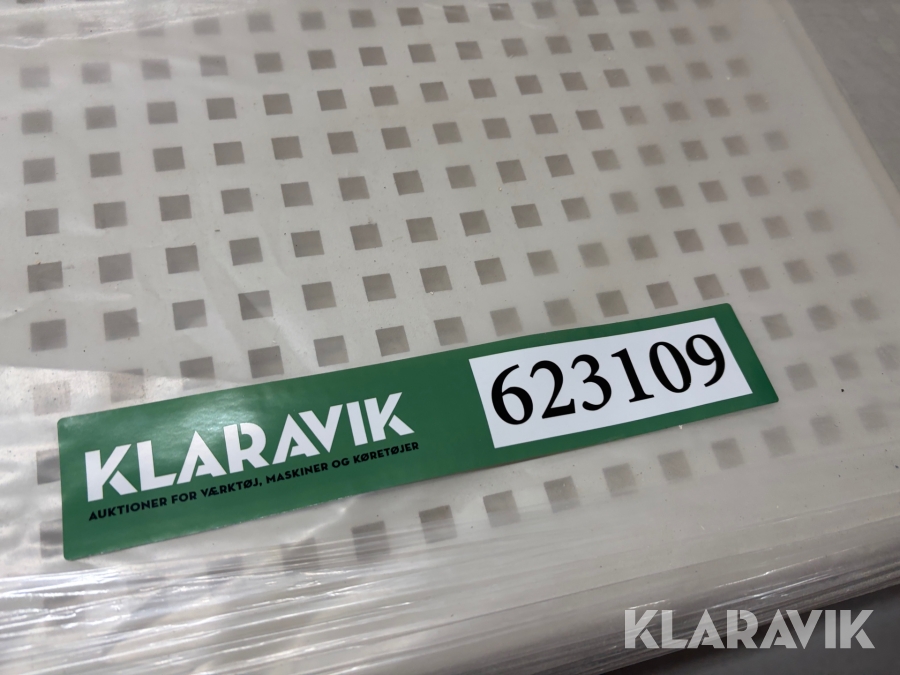 KLARAVIK
AUKTIONER FOR VÆRKTØJ, MASKINER OG KØRETØJER
623109
KLARAVIK